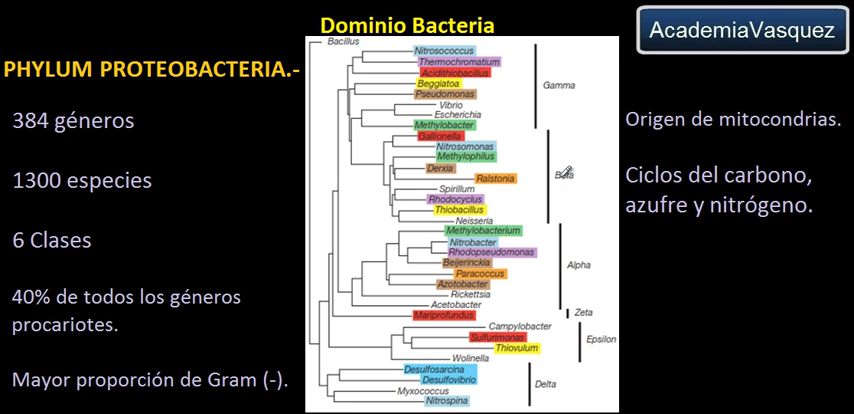 Dominio Bacteria
AcademiaVasquez
PHYLUM PROTEOBACTERIA.-
384 géneros
1300 especies
6 Clases
40% de todos los géneros
procariotes.
Mayor proporción de Gram (-).
Bacillus
Nitrosococcus
Thermochromatium
Acidithiobacillus
Beggiatoa
Pseudomonas
Vibrio
Escherichia
Methylobacter
Gamma
Gallionella
Nitrosomonas
Methylophilus
Derxia
Ralstonia
Spirillum
Rhodocyclus
Thiobacillus
Neisseria
Beta
Methylobacterium
Nitrobacter
Rhodopseudomonas
Beijerinckia
Paracoccus
Azotobacter
Rickettsia
Acetobacter
Alpha
Mariprofundus
Zeta
Campylobacter
Sulfurimonas
Thiovulum
Wolinella
Epsilon
Desulfosarcina
Desulfovibrio
Myxococcus
Nitrospina
Delta
Origen de mitocondrias.
Ciclos del carbono,
azufre y nitrógeno.